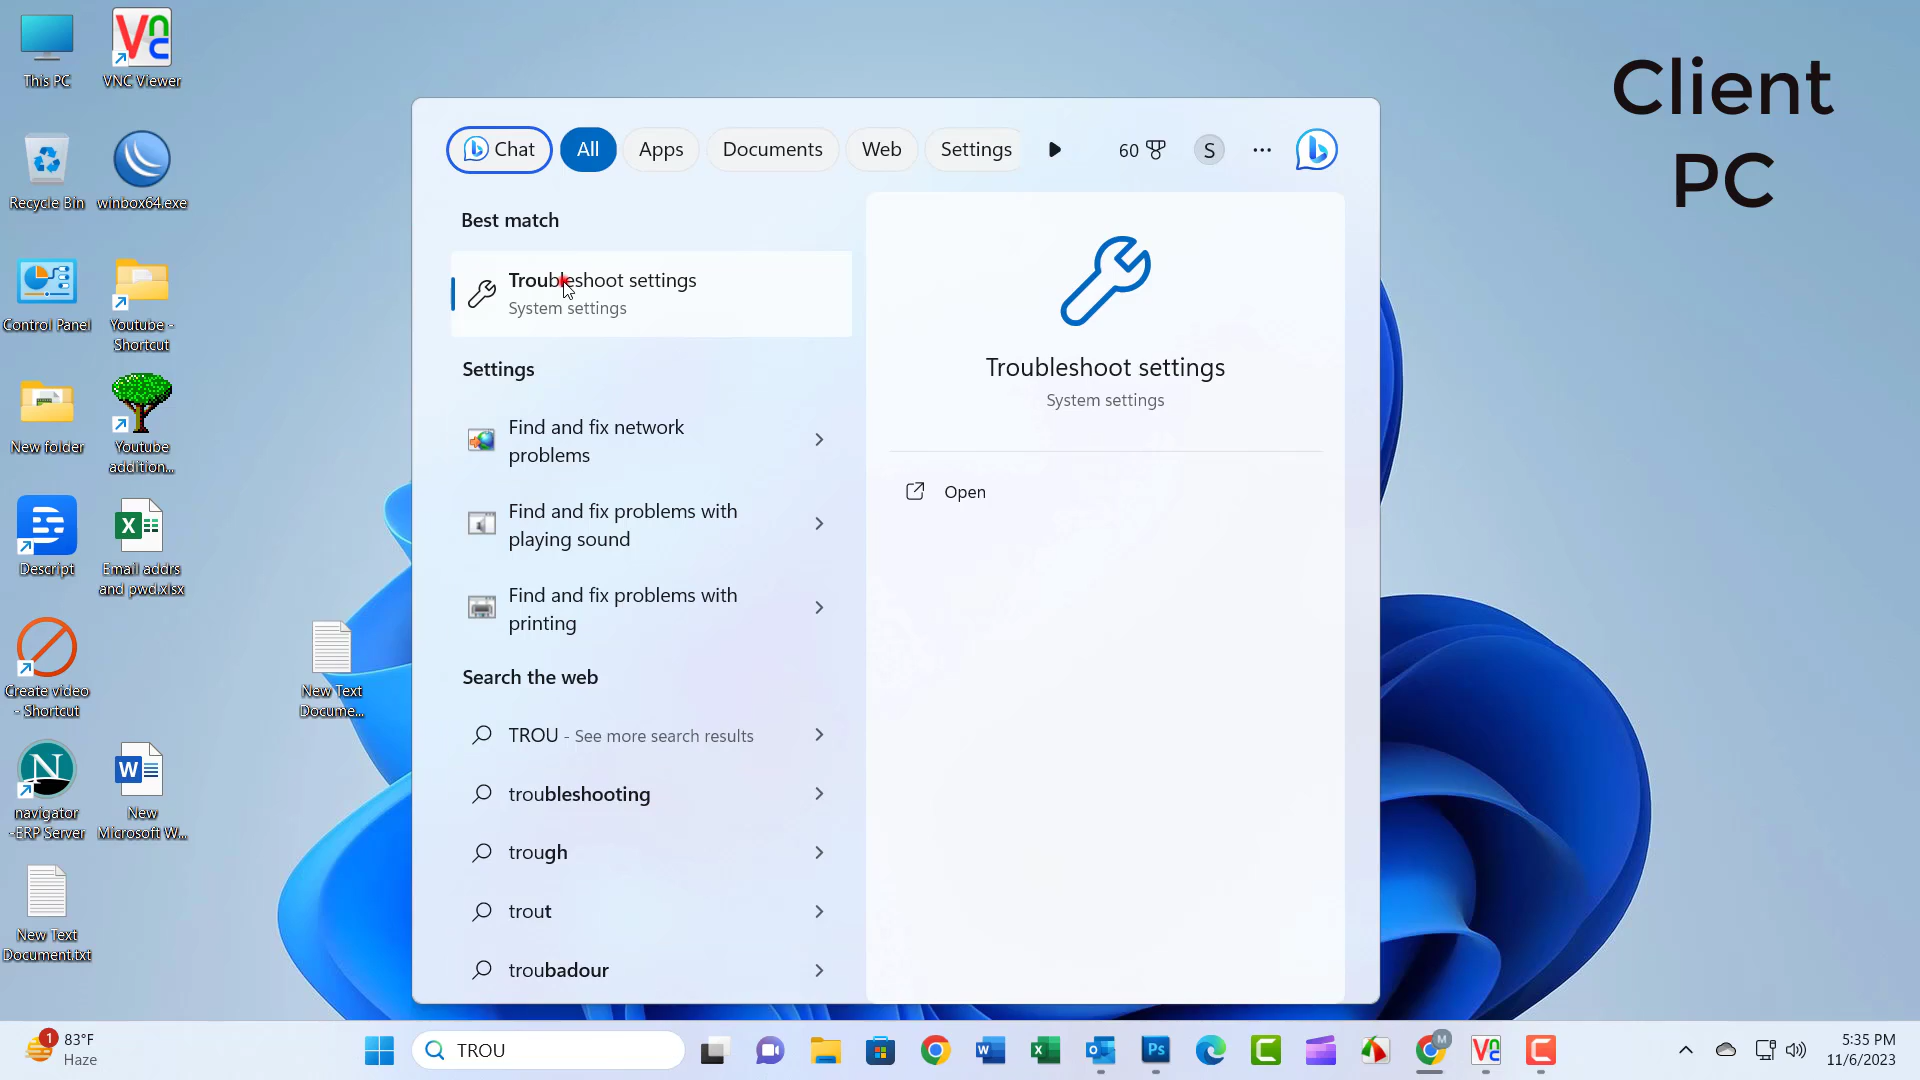 This PC
VNC Viewer
Recycle Bin
winbox64.exe
Control Panel
Youtube -
Shortcut
New folder
Youtube
addition...
Descript
Email addrs
and pwd.xlsx
Create video
- Shortcut
New Text
Docume...
navigator
-ERP Server
New
Microsoft W...
New Text
Document.txt
Client
PC
Chat
All
Apps
Documents
Web
Settings
60
S
Best match
Troubleshoot settings
System settings
Settings
Find and fix network
problems
Find and fix problems with
playing sound
Find and fix problems with
printing
Search the web
TROU - See more search results
troubleshooting
trough
trout
troubadour
Troubleshoot settings
System settings
Open
1
83°F
Haze
TROU
M
5:35 PM
11/6/2023